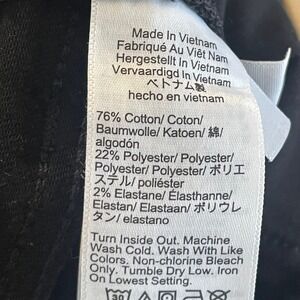 Made In Vietnam
Fabriqué Au Viêt Nam
Hergestellt In Vietnam
Vervaardigd In Vietnam
ベトナム製
hecho en vietnam
76% Cotton/ Coton/
Baumwolle/ Katoen/ 綿/
algodón
22% Polyester/ Polyester/
Polyester/ Polyester/ ポリエ
ステル/ poliéster
2% Elastane/ Élasthanne/
Elastan/ Elastaan/ ポリウレ
タン/ elastano
Turn Inside Out. Machine
Wash Cold. Wash With Like
Colors. Non-chlorine Bleach
Only. Tumble Dry Low. Iron
On Lowest Setting.
30